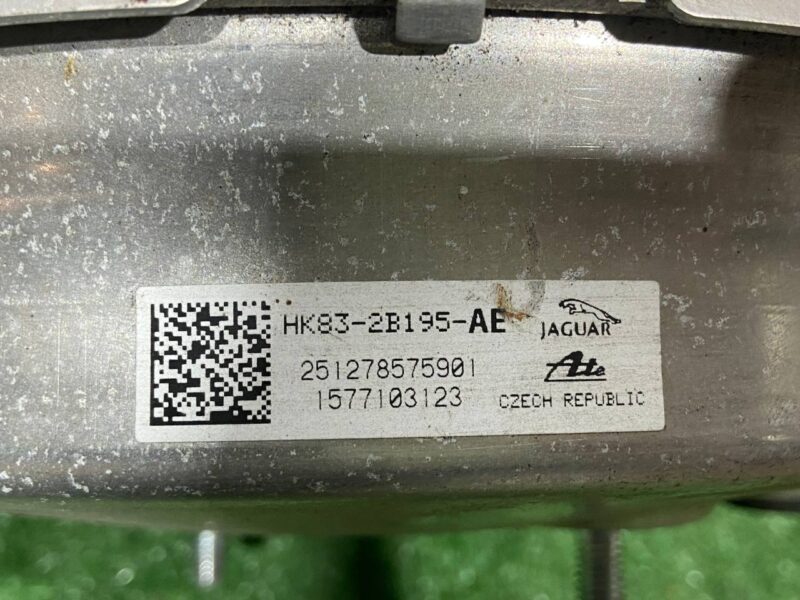 HK83-2B195-AE
JAGUAR
251278575901
Ate
1577103123
CZECH REPUBLIC